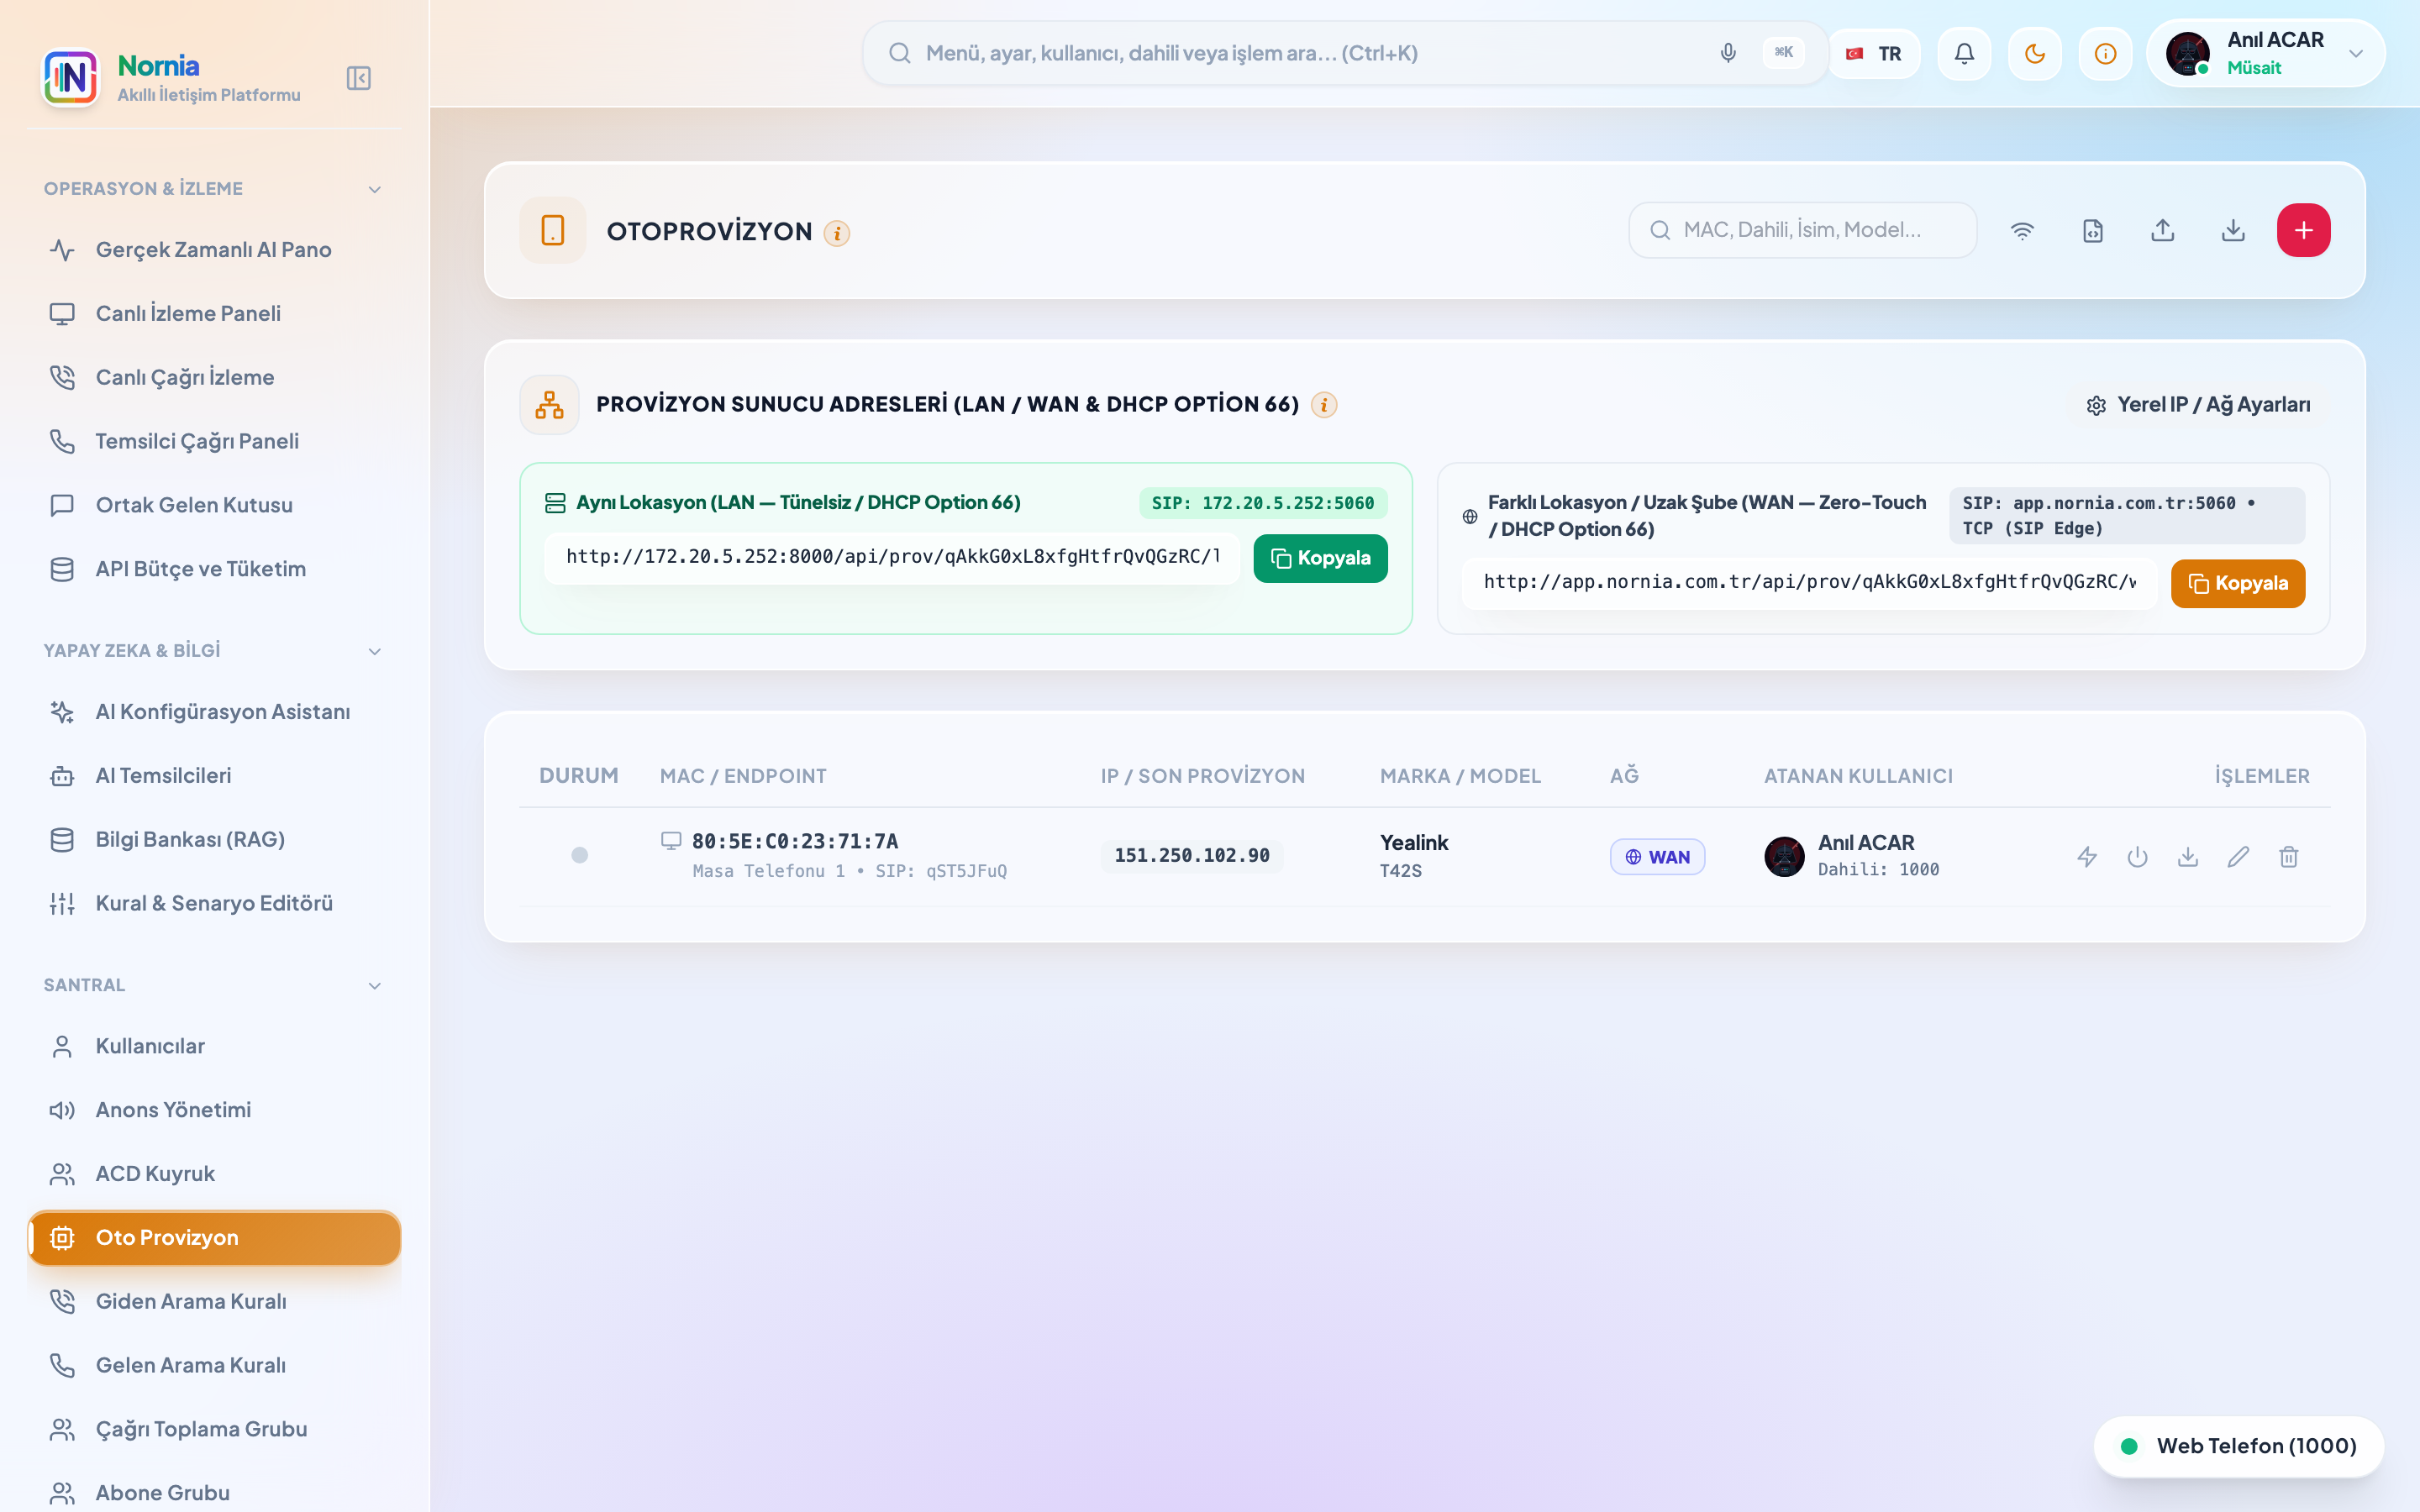 Nornia
Akıllı İletişim Platformu
Menü, ayar, kullanıcı, dahili veya işlem ara... (Ctrl+K)
⌘K
TR
Anıl ACAR
Müsait
OPERASYON & İZLEME
Gerçek Zamanlı AI Pano
Canlı İzleme Paneli
Canlı Çağrı İzleme
Temsilci Çağrı Paneli
Ortak Gelen Kutusu
API Bütçe ve Tüketim
YAPAY ZEKA & BİLGİ
AI Konfigürasyon Asistanı
AI Temsilcileri
Bilgi Bankası (RAG)
Kural & Senaryo Editörü
SANTRAL
Kullanıcılar
Anons Yönetimi
ACD Kuyruk
Oto Provizyon
Giden Arama Kuralı
Gelen Arama Kuralı
Çağrı Toplama Grubu
Abone Grubu
OTOPROVİZYON
MAC, Dahili, İsim, Model...
PROVİZYON SUNUCU ADRESLERİ (LAN / WAN & DHCP OPTİON 66)
Yerel IP / Ağ Ayarları
Aynı Lokasyon (LAN — Tünelsiz / DHCP Option 66)
SIP: 172.20.5.252:5060
http://172.20.5.252:8000/api/prov/qAkkG0xL8xfgHtfrQvQGzRC/l
Kopyala
Farklı Lokasyon / Uzak Şube (WAN — Zero-Touch
/ DHCP Option 66)
SIP: app.nornia.com.tr:5060 •
TCP (SIP Edge)
http://app.nornia.com.tr/api/prov/qAkkG0xL8xfgHtfrQvQGzRC/w
Kopyala
DURUM
MAC / ENDPOINT
IP / SON PROVİZYON
MARKA / MODEL
AĞ
ATANAN KULLANICI
İŞLEMLER
80:5E:C0:23:71:7A
Masa Telefonu 1 • SIP: qST5JFuQ
151.250.102.90
Yealink
T42S
WAN
Anıl ACAR
Dahili: 1000
Web Telefon (1000)